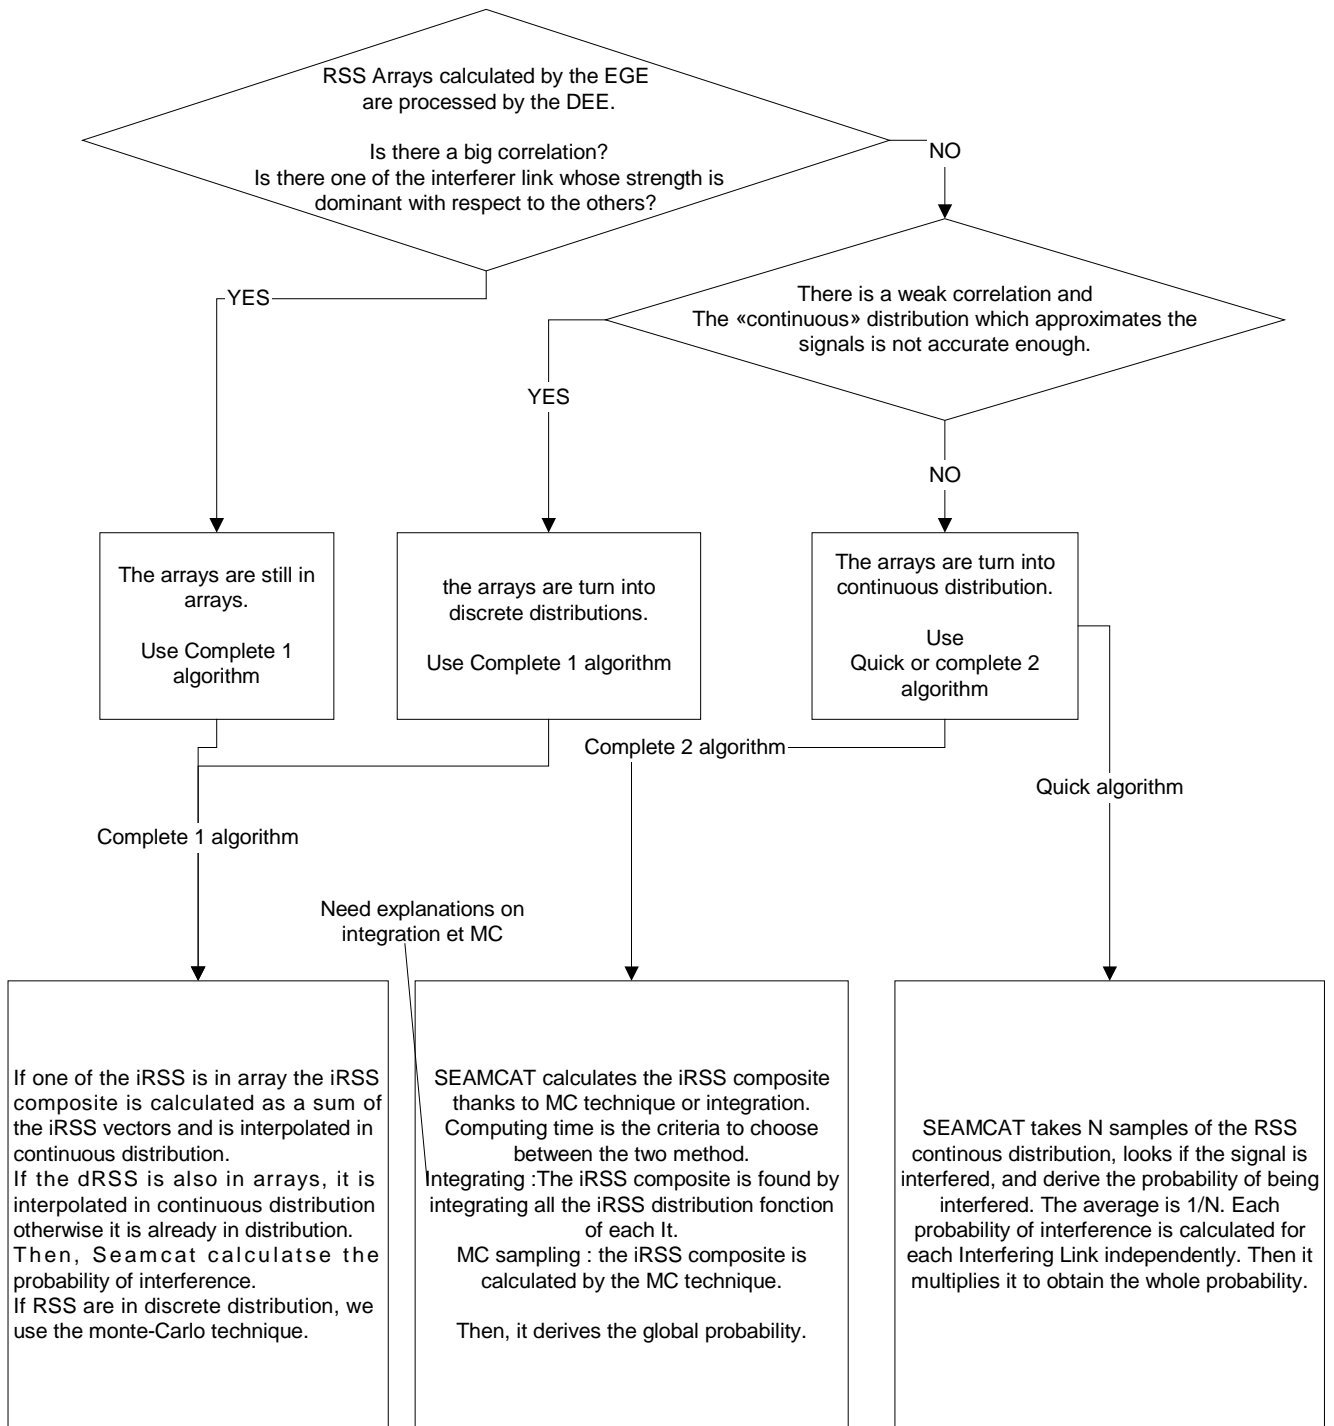 RSS Arrays calculated by the EGE
are processed by the DEE.
Is there a big correlation?
Is there one of the interferer link whose strength is
dominant with respect to the others?
NO
YES
There is a weak correlation and
The «continuous» distribution which approximates the
signals is not accurate enough.
YES
NO
The arrays are still in
arrays.
Use Complete 1
algorithm
the arrays are turn into
discrete distributions.
Use Complete 1 algorithm
The arrays are turn into
continuous distribution.
Use
Quick or complete 2
algorithm
Complete 2 algorithm
Quick algorithm
Complete 1 algorithm
Need explanations on
integration et MC
If one of the iRSS is in array the iRSS
composite is calculated as a sum of
the iRSS vectors and is interpolated in
continuous distribution.
If the dRSS is also in arrays, it is
interpolated in continuous distribution
otherwise it is already in distribution.
Then, Seamcat calculatse the
probability of interference.
If RSS are in discrete distribution, we
use the monte-Carlo technique.
SEAMCAT calculates the iRSS composite
thanks to MC technique or integration.
Computing time is the criteria to choose
between the two method.
Integrating :The iRSS composite is found by
integrating all the iRSS distribution fonction
of each It.
MC sampling : the iRSS composite is
calculated by the MC technique.
Then, it derives the global probability.
SEAMCAT takes N samples of the RSS
continous distribution, looks if the signal is
interfered, and derive the probability of being
interfered. The average is 1/N. Each
probability of interference is calculated for
each Interfering Link independently. Then it
multiplies it to obtain the whole probability.